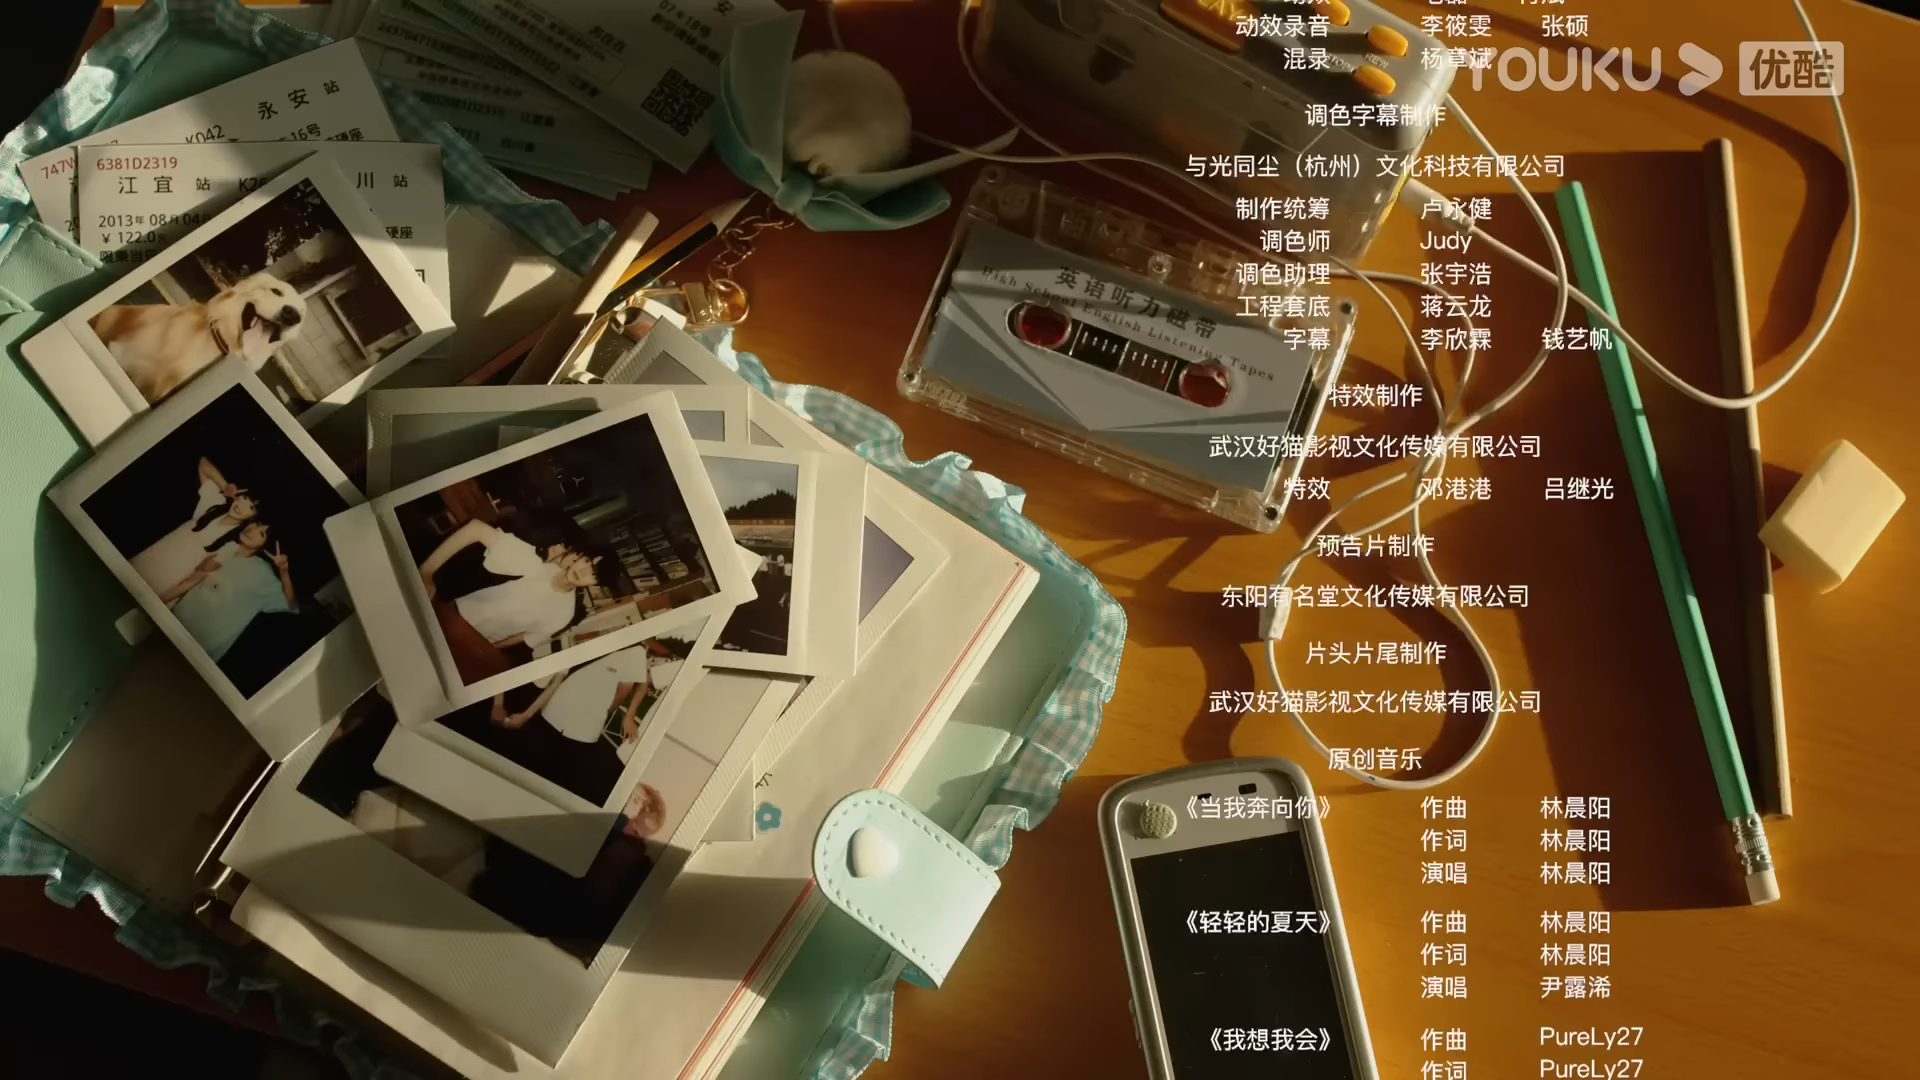 动效录音 李筱雯 张硕
混录 杨章斌
YOUKU 优酷
调色字幕制作
与光同尘（杭州）文化科技有限公司
制作统筹 卢永健
调色师 Judy
调色助理 张宇浩
工程套底 蒋云龙
字幕 李欣霖 钱艺帆
特效制作
武汉好猫影视文化传媒有限公司
特效 邓港港 吕继光
预告片制作
东阳有名堂文化传媒有限公司
片头片尾制作
武汉好猫影视文化传媒有限公司
原创音乐
《当我奔向你》 作曲 林晨阳
作词 林晨阳
演唱 林晨阳
《轻轻的夏天》 作曲 林晨阳
作词 林晨阳
演唱 尹露浠
《我想我会》 作曲 PureLy27
作词 PureLy27
永安站
K042
16号
6381D2319
江宜站
川站
2013年08月04
￥122.0元
硬座
限乘当日
英语听力磁带
High School English Listening Tapes